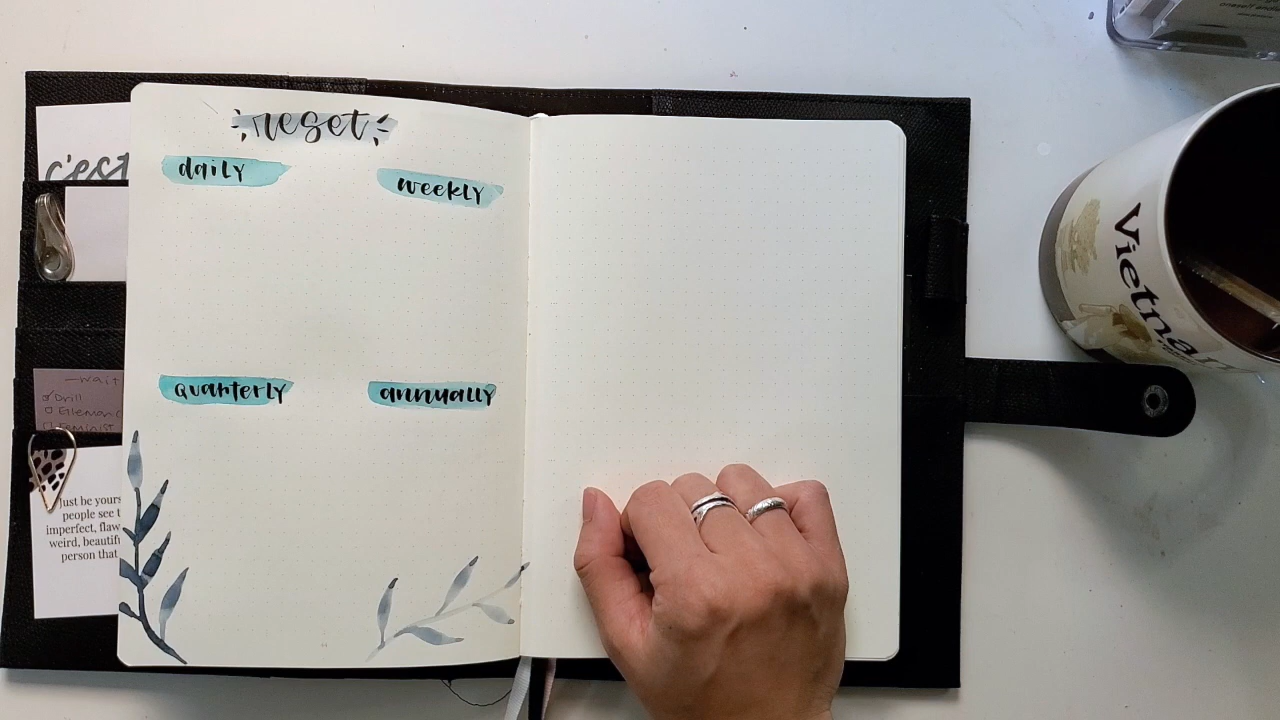 reset
daily
weekly
quarterly
annually
c'est
wait
Drill
Just be yours
people see t
imperfect, flaw
weird, beautif
person that
Vietnam